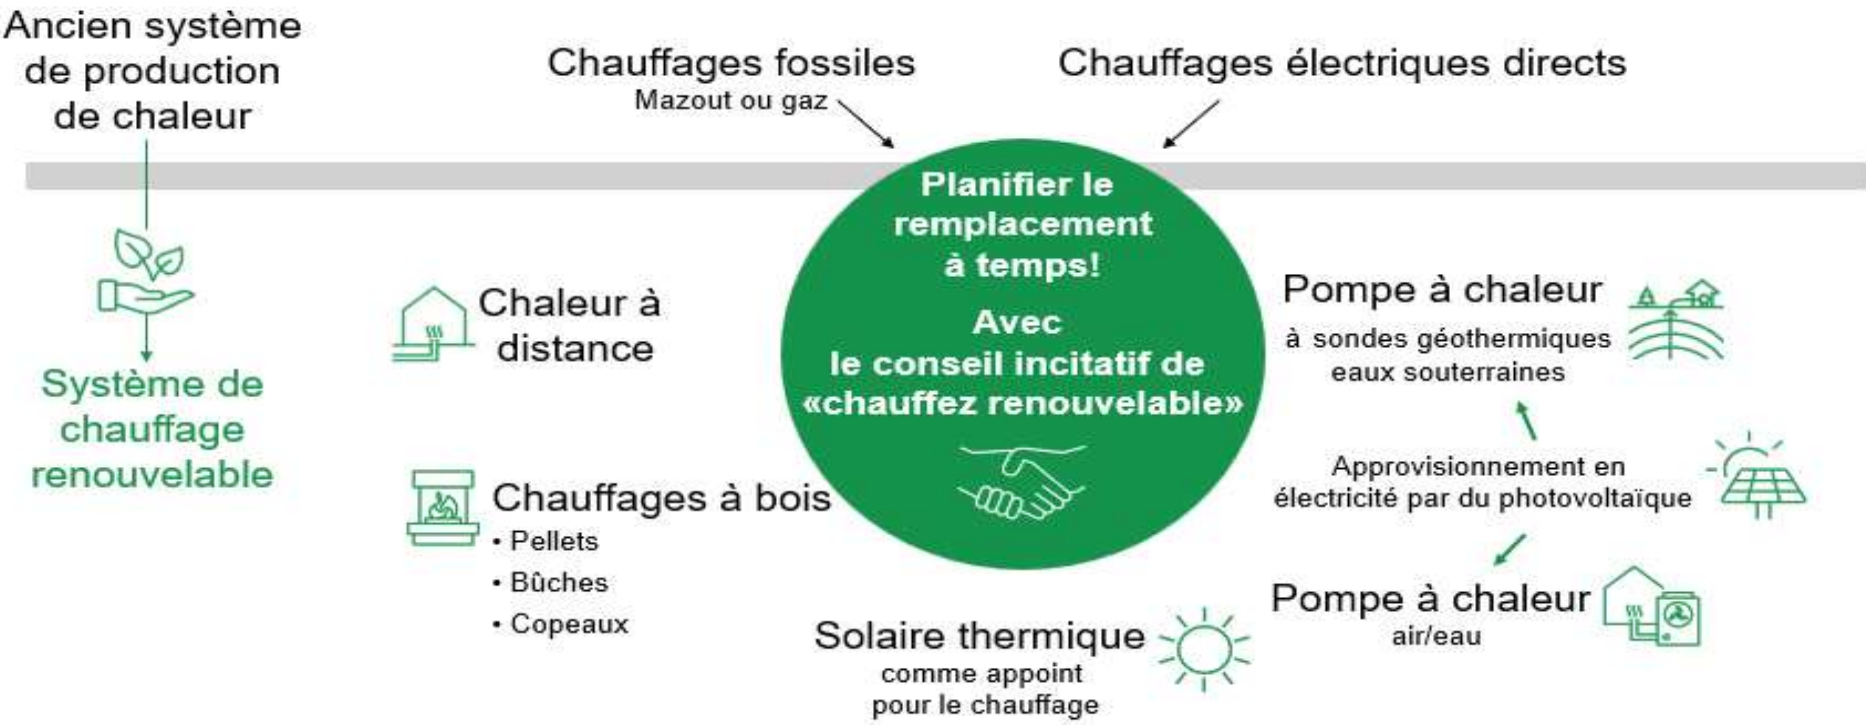 Ancien système
de production
de chaleur
Chauffages fossiles
Mazout ou gaz
Chauffages électriques directs
Planifier le
remplacement
à temps!
Avec
le conseil incitatif de
«chauffez renouvelable»
Système de
chauffage
renouvelable
Chaleur à
distance
Chauffages à bois
• Pellets
• Bûches
• Copeaux
Solaire thermique
comme appoint
pour le chauffage
Pompe à chaleur
à sondes géothermiques
eaux souterraines
Approvisionnement en
électricité par du photovoltaïque
Pompe à chaleur
air/eau